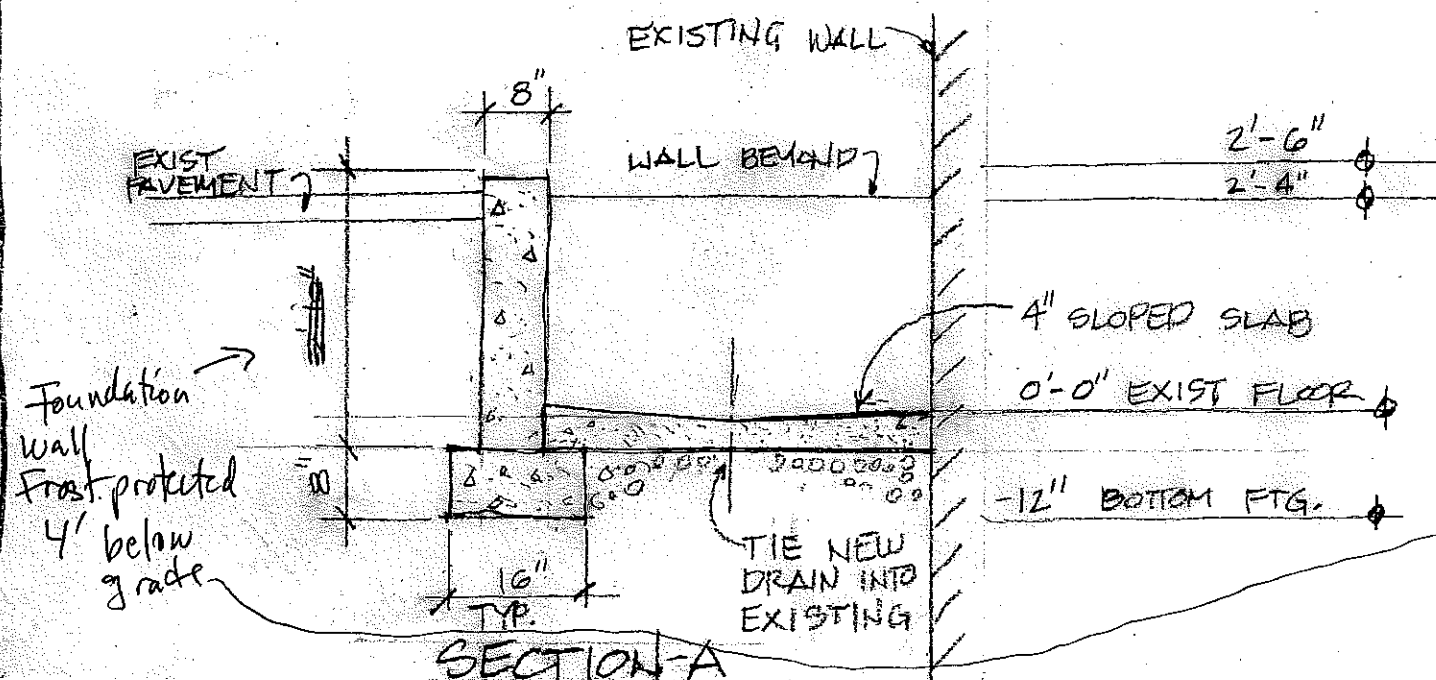 EXISTING WALL
8"
2'-6"
EXIST
PAVEMENT
WALL BEYOND
2'-4"
4" SLOPED SLAB
0'-0" EXIST FLOOR
Foundation
wall
Frost protected
4' below
grade
8"
-12" BOTTOM FTG.
TIE NEW
DRAIN INTO
EXISTING
16"
TYP.
SECTION-A